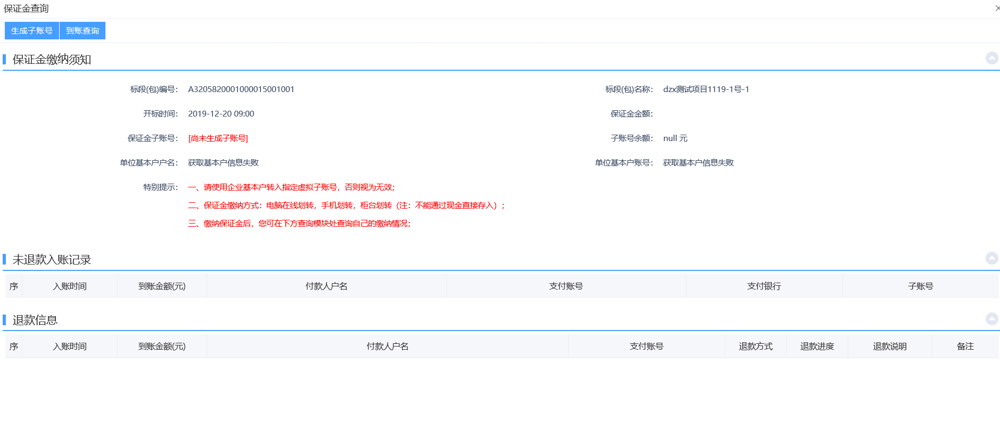 保证金查询
生成子账号 到账查询
保证金缴纳须知
标段(包)编号： A3205820001000015001001 标段(包)名称： dzx测试项目1119-1号-1
开标时间： 2019-12-20 09:00 保证金金额：
保证金子账号： [尚未生成子账号] 子账号余额： null 元
单位基本户户名： 获取基本户信息失败 单位基本户账号： 获取基本户信息失败
特别提示： 一、请使用企业基本户转入指定虚拟子账号，否则视为无效；
二、保证金缴纳方式：电脑在线划转，手机划转，柜台划转（注：不能通过现金直接存入）；
三、缴纳保证金后，您可在下方查询模块处查询自己的缴纳情况；
未退款入账记录
序 入账时间 到账金额(元) 付款人户名 支付账号 支付银行 子账号
退款信息
序 入账时间 到账金额(元) 付款人户名 支付账号 退款方式 退款进度 退款说明 备注